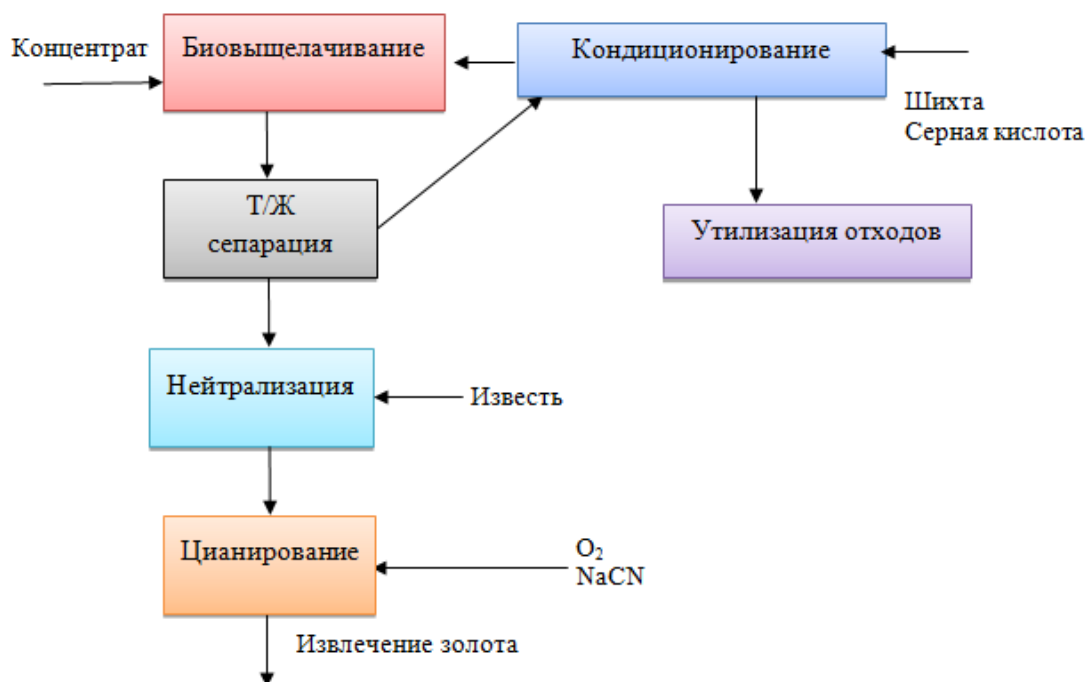 Концентрат
Биовыщелачивание
Кондиционирование
Шихта
Серная кислота
Т/Ж
сепарация
Утилизация отходов
Нейтрализация
Известь
Цианирование
O₂
NaCN
Извлечение золота